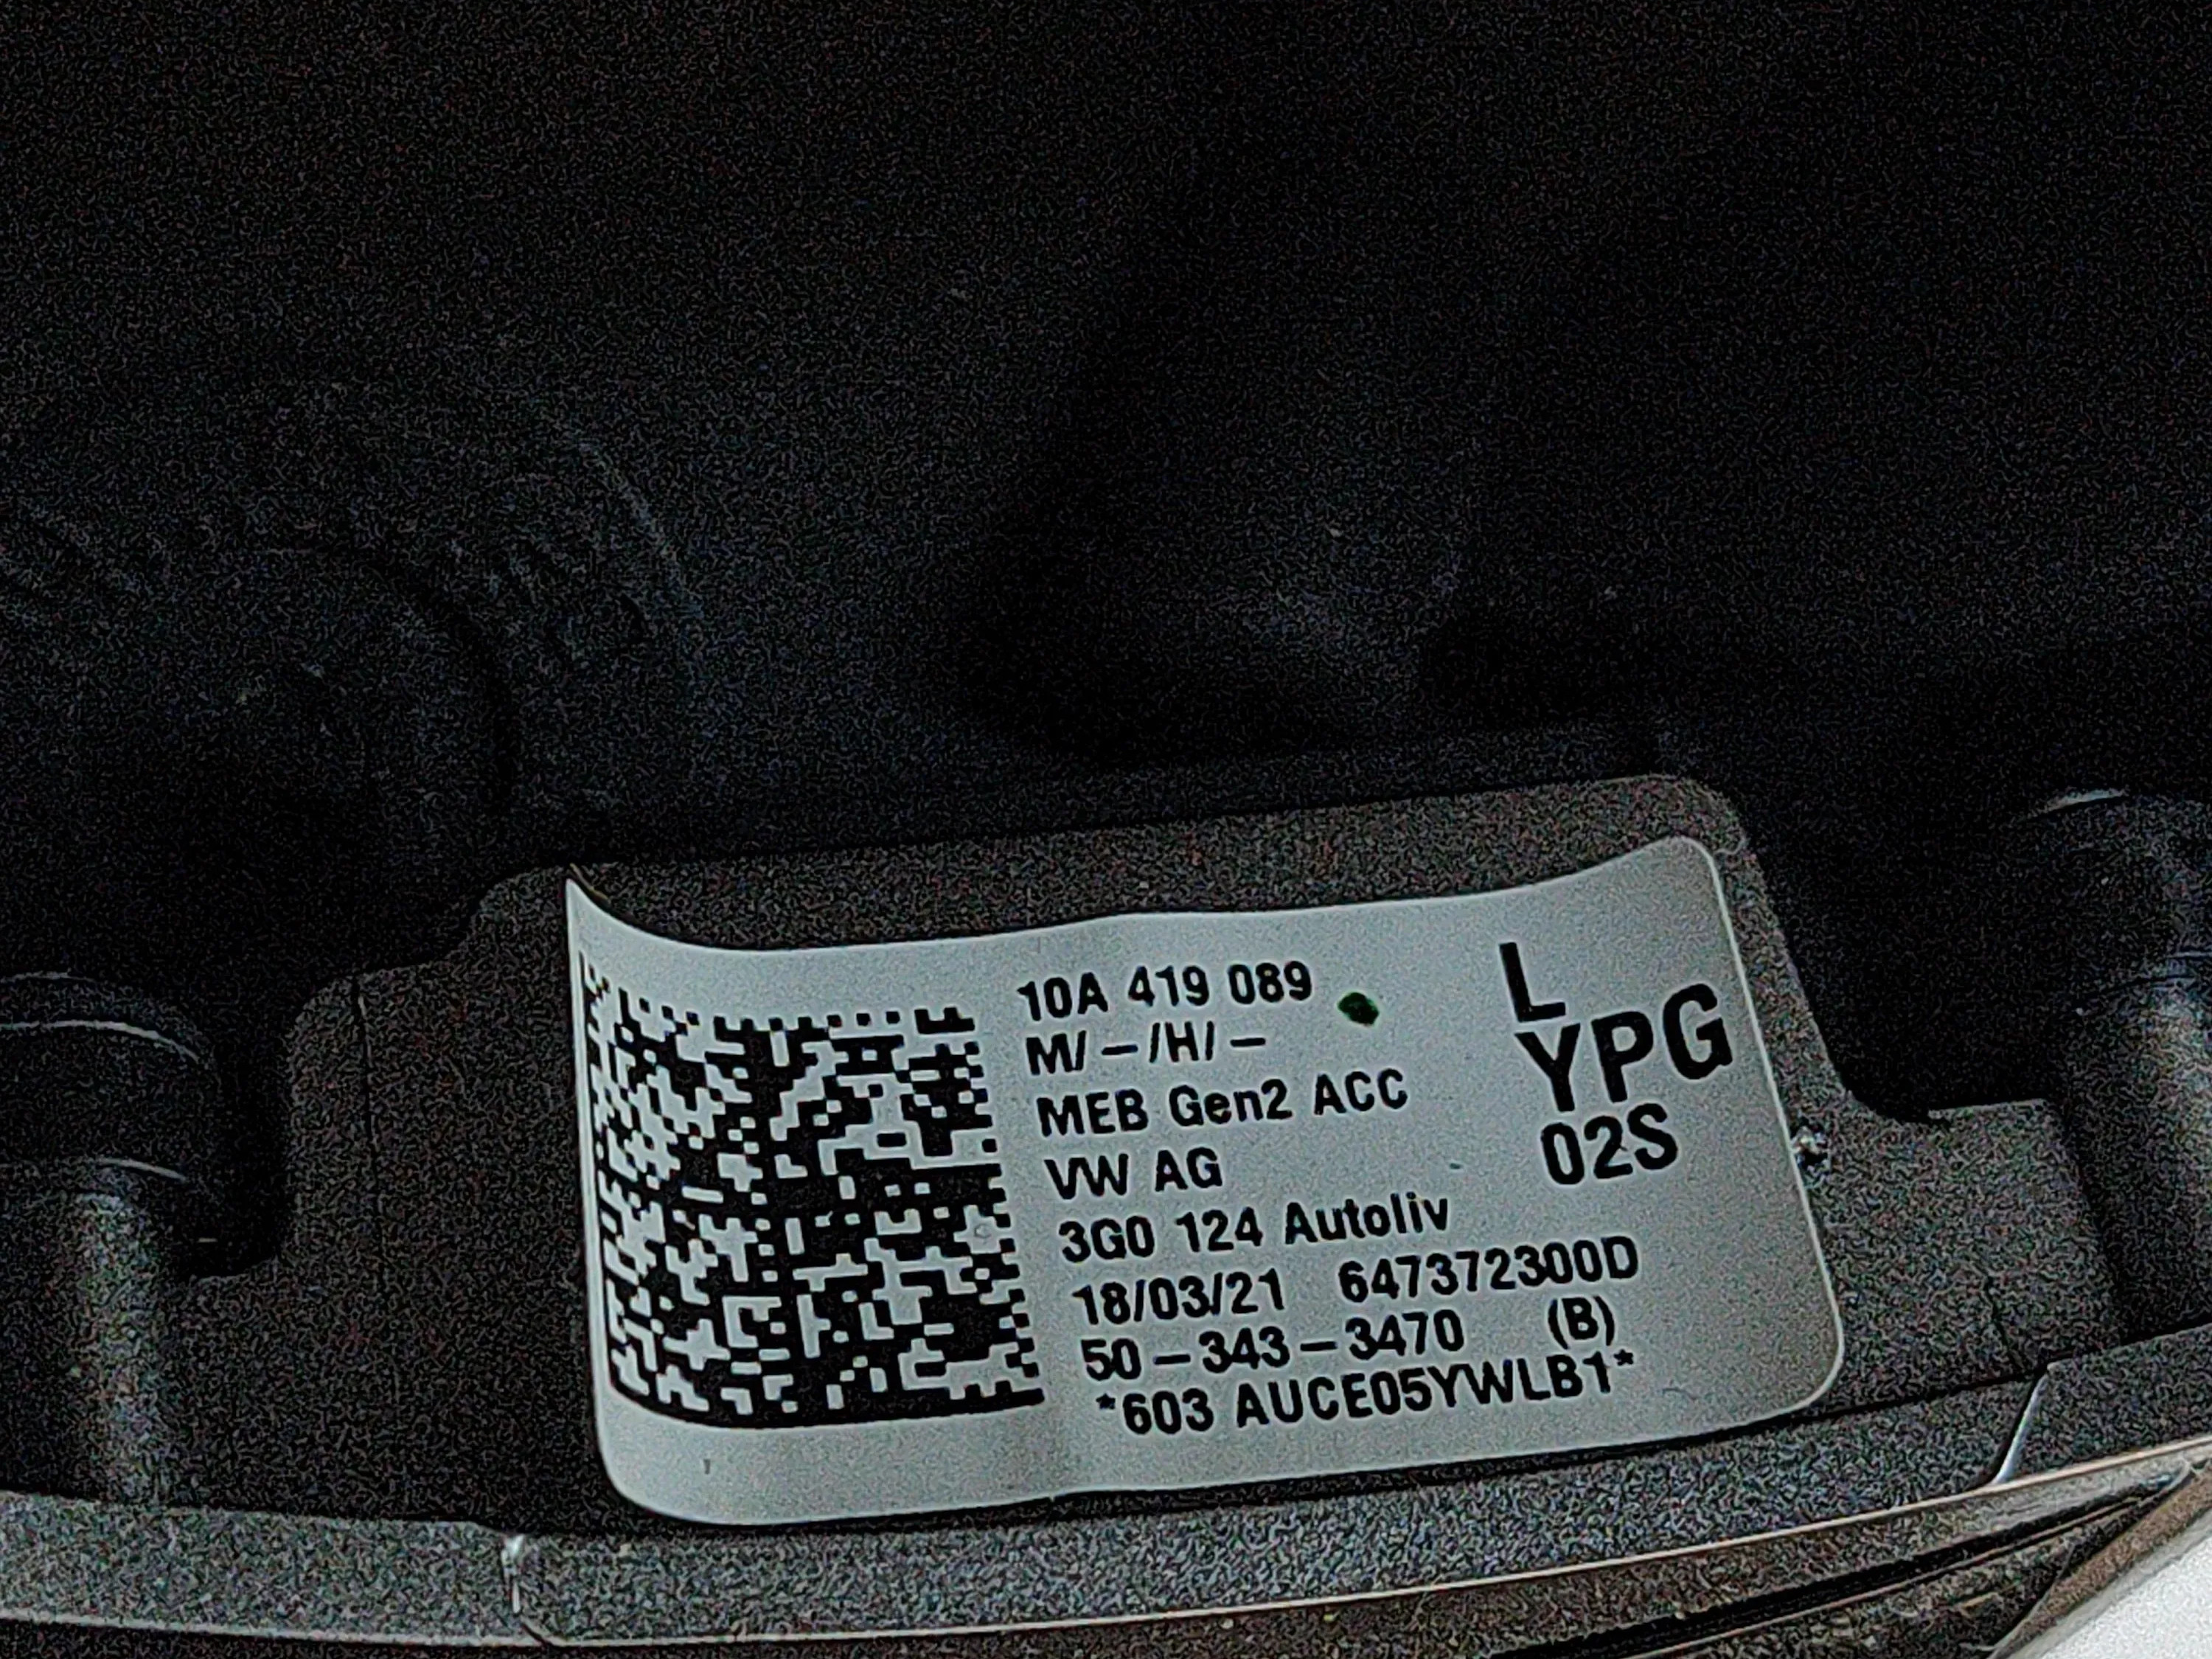 10A 419 089
M/-/H/-
MEB Gen2 ACC
VW AG
3G0 124 Autoliv
18/03/21 647372300D
50-343-3470 (B)
*603 AUCE05YWLB1*
L
YPG
02S